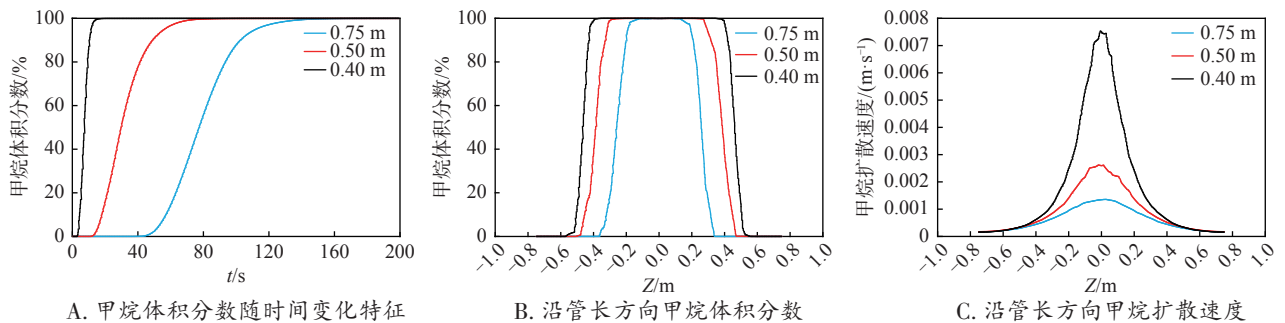 100
80
60
40
20
0
甲烷体积分数/%
0.75 m
0.50 m
0.40 m
0 40 80 120 160 200
t/s
A. 甲烷体积分数随时间变化特征
100
80
60
40
20
0
甲烷体积分数/%
0.75 m
0.50 m
0.40 m
−1.0 −0.8 −0.6 −0.4 −0.2 0.0 0.2 0.4 0.6 0.8 1.0
Z/m
B. 沿管长方向甲烷体积分数
0.008
0.007
0.006
0.005
0.004
0.003
0.002
0.001
0
甲烷扩散速度/(m·s⁻¹)
0.75 m
0.50 m
0.40 m
−1.0 −0.8 −0.6 −0.4 −0.2 0.0 0.2 0.4 0.6 0.8 1.0
Z/m
C. 沿管长方向甲烷扩散速度